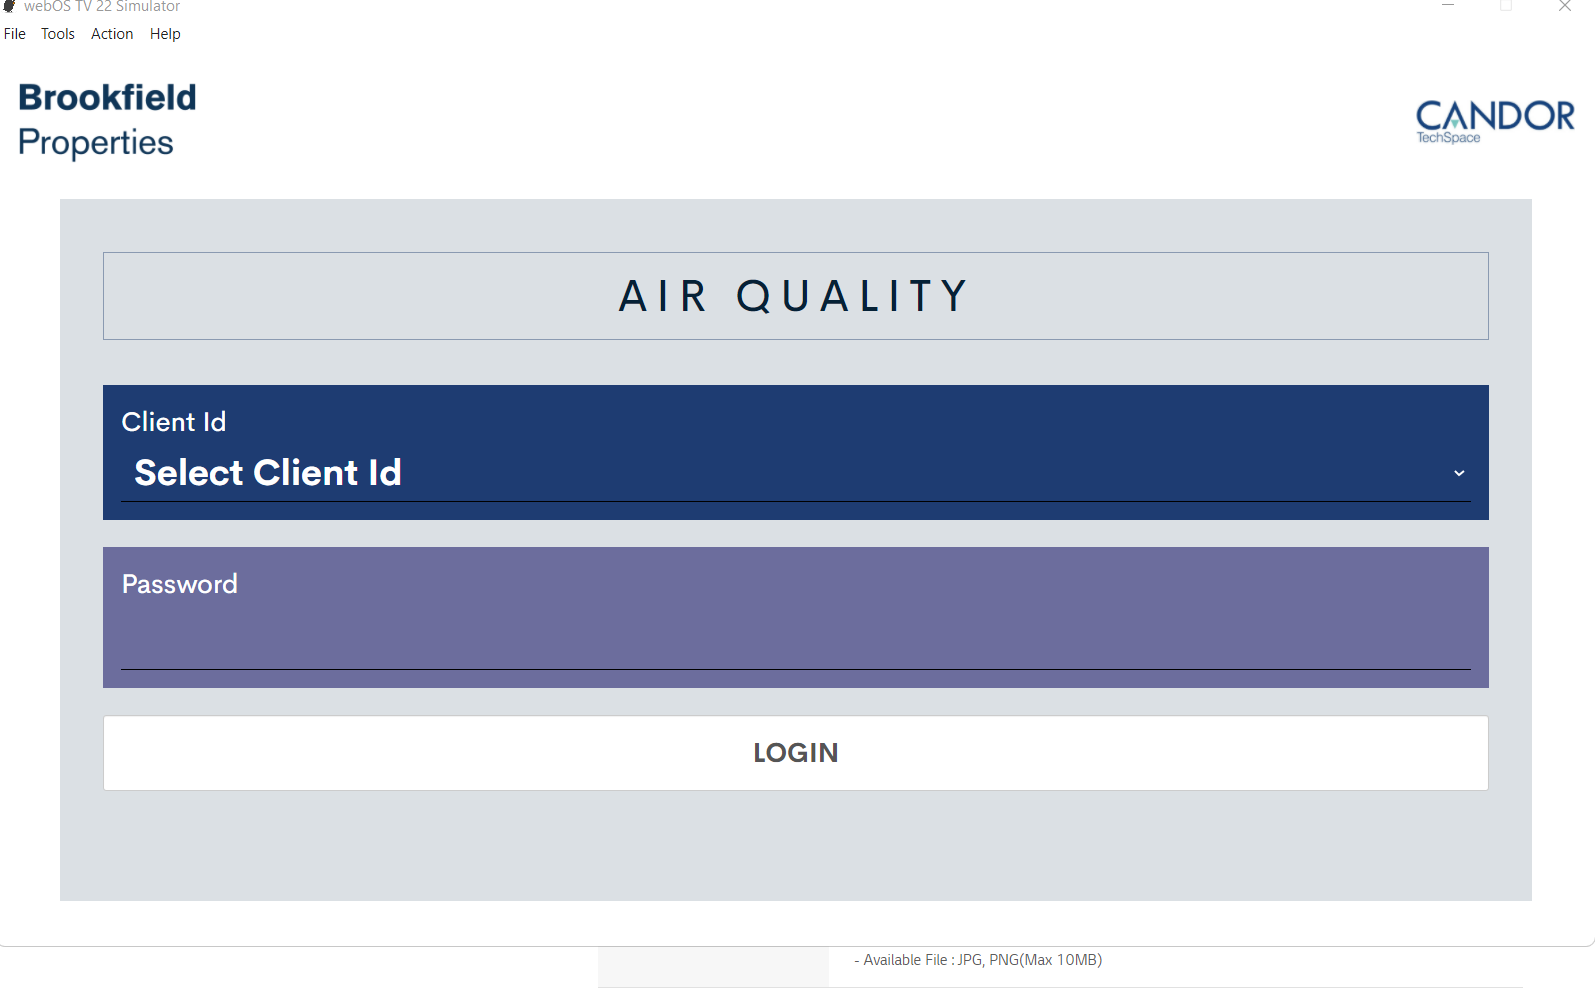 webOS TV 22 Simulator
File Tools Action Help
Brookfield
Properties
CANDOR
TechSpace
AIR QUALITY
Client Id
Select Client Id
Password
LOGIN
- Available File : JPG, PNG(Max 10MB)